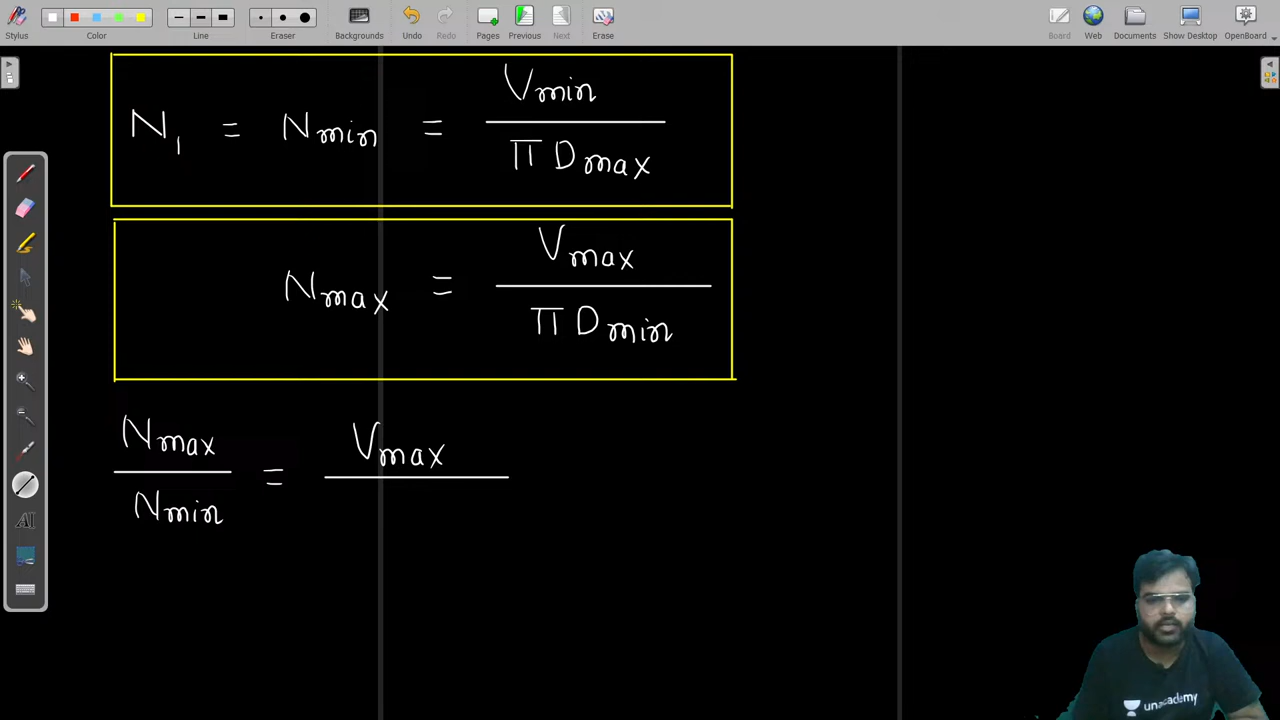 Stylus Color Line Eraser Backgrounds Undo Redo Pages Previous Next Erase Board Web Documents Show Desktop OpenBoard
N₁ = Nmin = Vmin / π Dmax
Nmax = Vmax / π Dmin
Nmax / Nmin = Vmax /
AI
unacademy